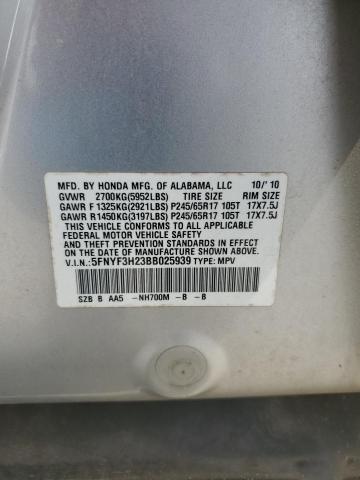 MFD. BY HONDA MFG. OF ALABAMA, LLC 10/'10
GVWR 2700KG(5952LBS) TIRE SIZE RIM SIZE
GAWR F 1325KG(2921LBS) P245/65R17 105T 17X7.5J
GAWR R 1450KG(3197LBS) P245/65R17 105T 17X7.5J
THIS VEHICLE CONFORMS TO ALL APPLICABLE
FEDERAL MOTOR VEHICLE SAFETY AND THEFT
PREVENTION STANDARDS IN EFFECT ON THE DATE
OF MANUFACTURE SHOWN ABOVE.
V.I.N.: 5FNYF3H23BB025939 TYPE: MPV
SZB B AA5 -NH700M -B -B